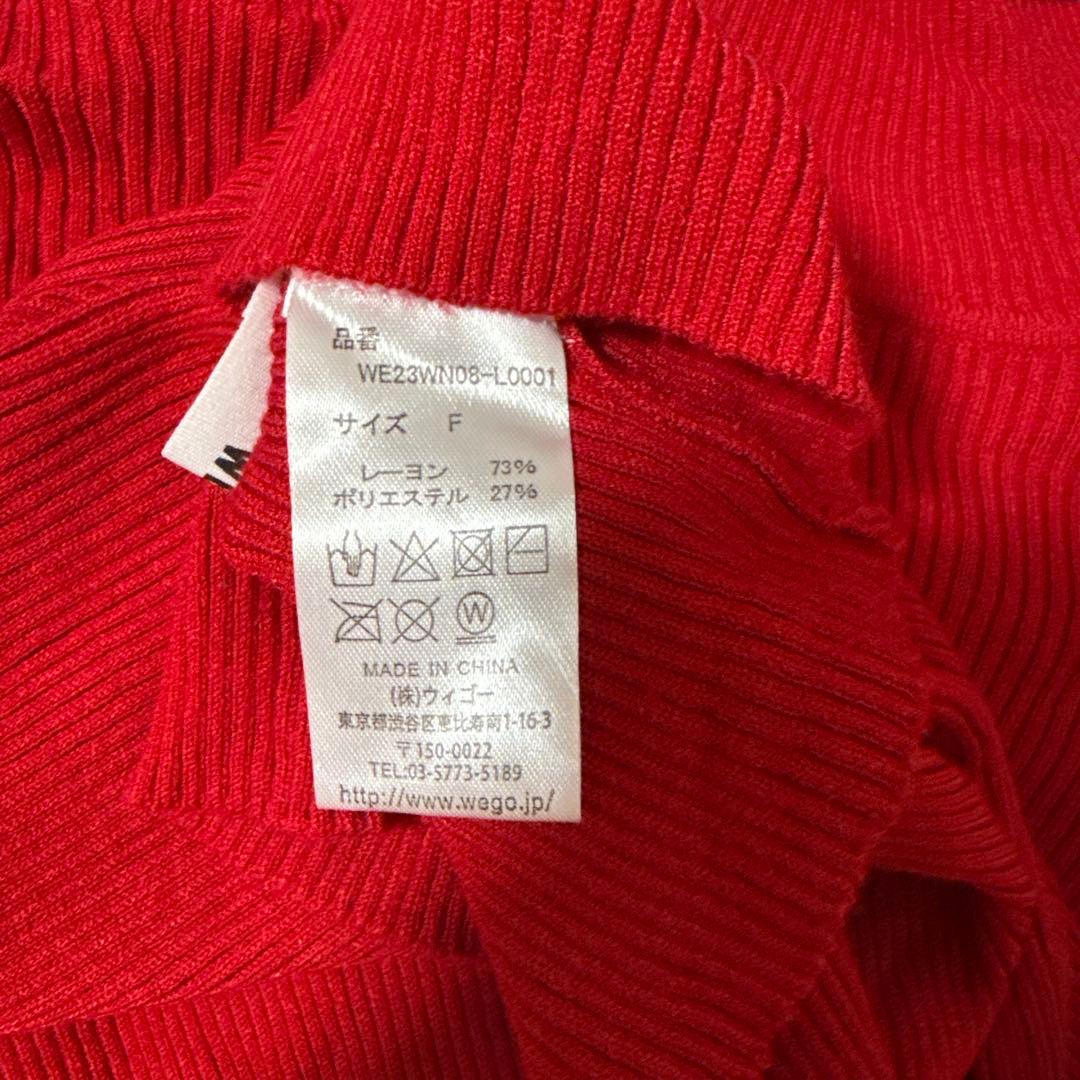 品番
WE23WN08-L0001
サイズ F
レーヨン 73%
ポリエステル 27%
W
MADE IN CHINA
(株)ウィゴー
東京都渋谷区恵比寿南1-16-3
〒150-0022
TEL:03-5773-5189
http://www.wego.jp/